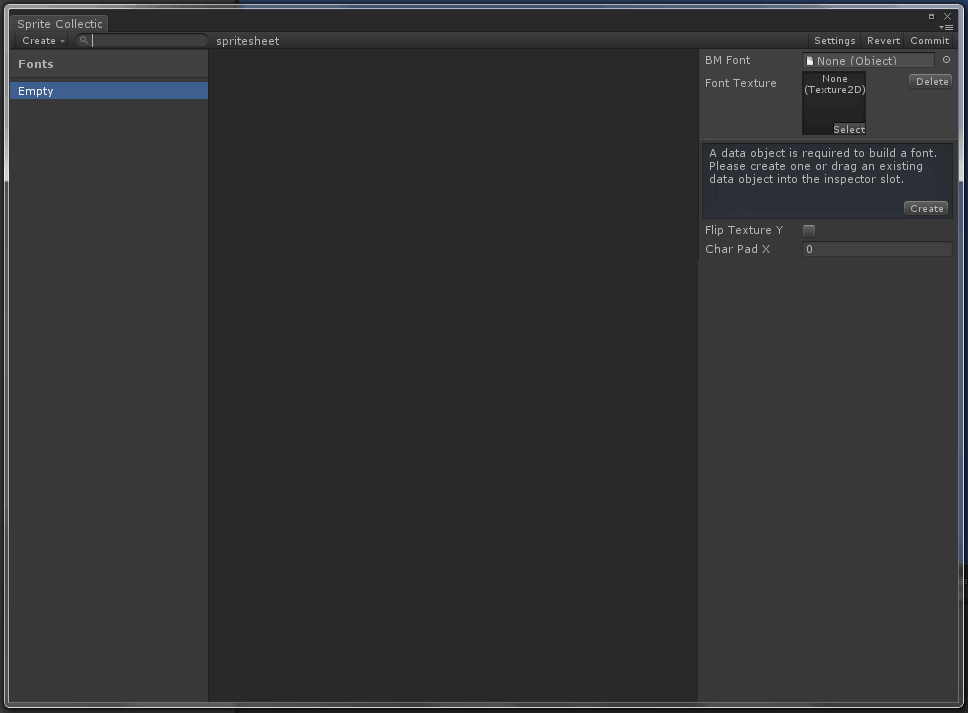 Sprite Collectic
Create
spritesheet
Settings
Revert
Commit
Fonts
Empty
BM Font
None (Object)
Font Texture
None
(Texture2D)
Select
Delete
A data object is required to build a font.
Please create one or drag an existing
data object into the inspector slot.
Create
Flip Texture Y
Char Pad X
0